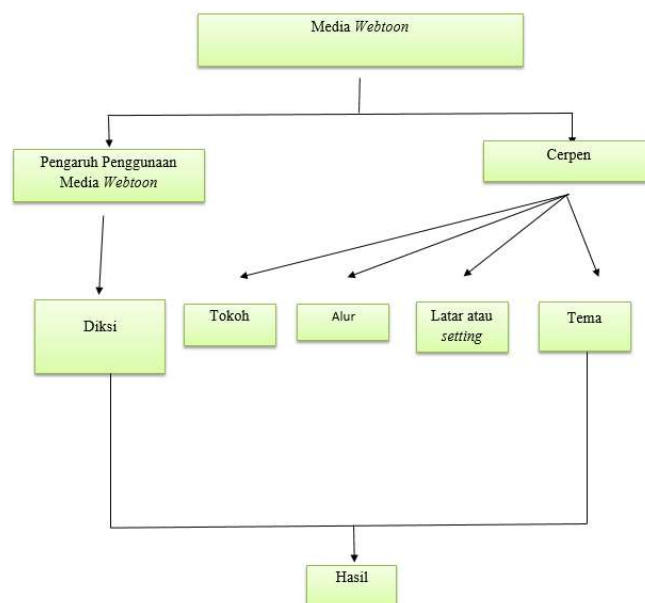 Media Webtoon
Pengaruh Penggunaan
Media Webtoon
Cerpen
Diksi
Tokoh
Alur
Latar atau
setting
Tema
Hasil